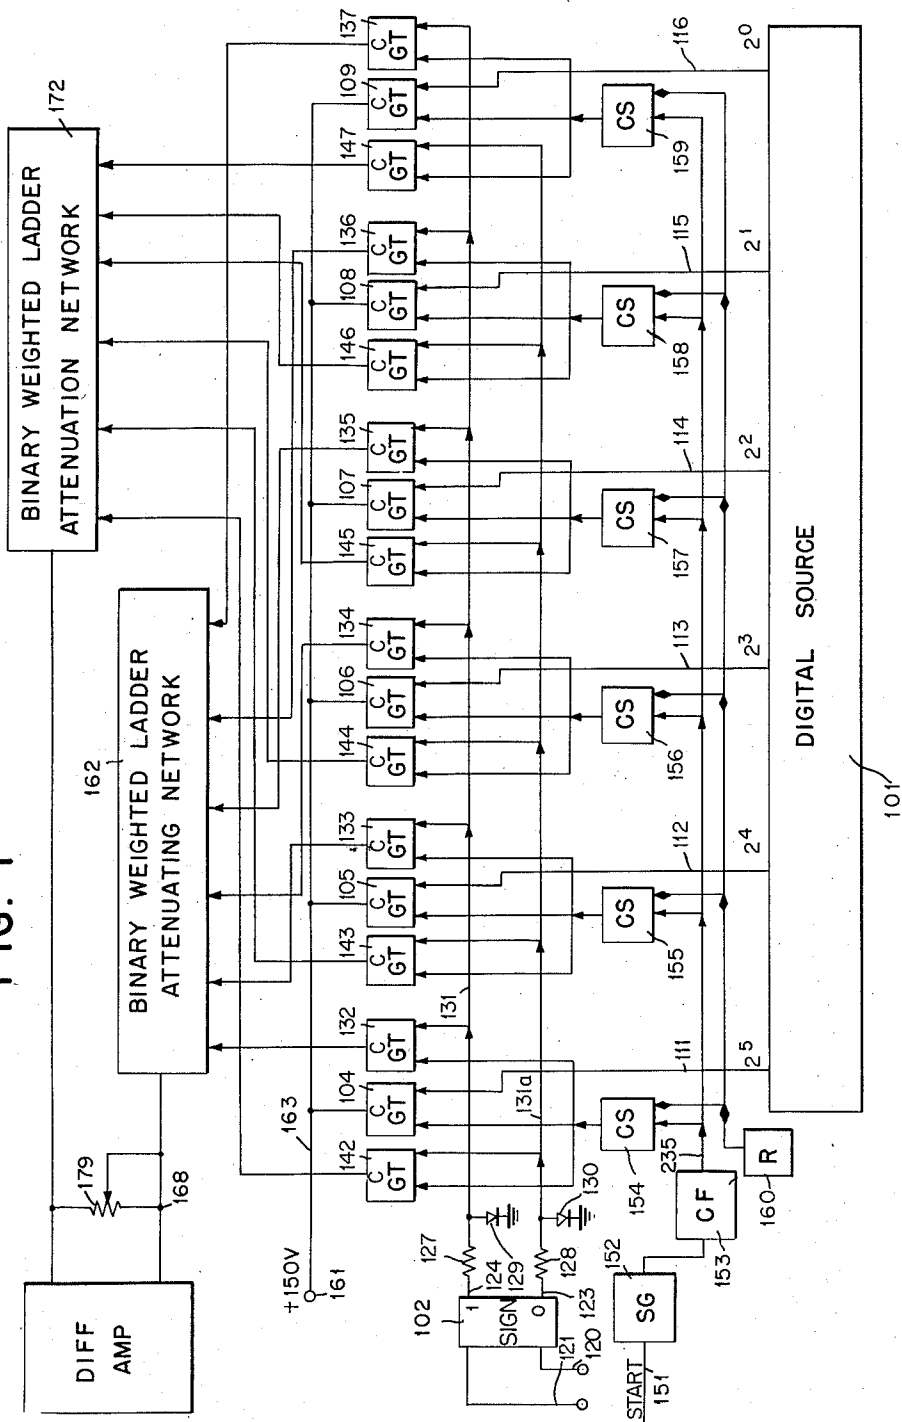 FIG. 1
DIFF
AMP
179
168
162
BINARY WEIGHTED LADDER
ATTENUATING NETWORK
172
BINARY WEIGHTED LADDER
ATTENUATION NETWORK
+150V
161
163
142
C
GT
104
C
GT
132
C
GT
143
C
GT
105
C
GT
133
C
GT
144
C
GT
106
C
GT
134
C
GT
145
C
GT
107
C
GT
135
C
GT
146
C
GT
108
C
GT
136
C
GT
147
C
GT
109
C
GT
137
C
GT
102
1
SIGN
0
127
124
129
128
123
130
121
120
131
131a
START
151
SG
152
CF
153
235
R
160
CS
154
CS
155
CS
156
CS
157
CS
158
CS
159
111
112
113
114
115
116
2⁵
2⁴
2³
2²
2¹
2⁰
DIGITAL SOURCE
101